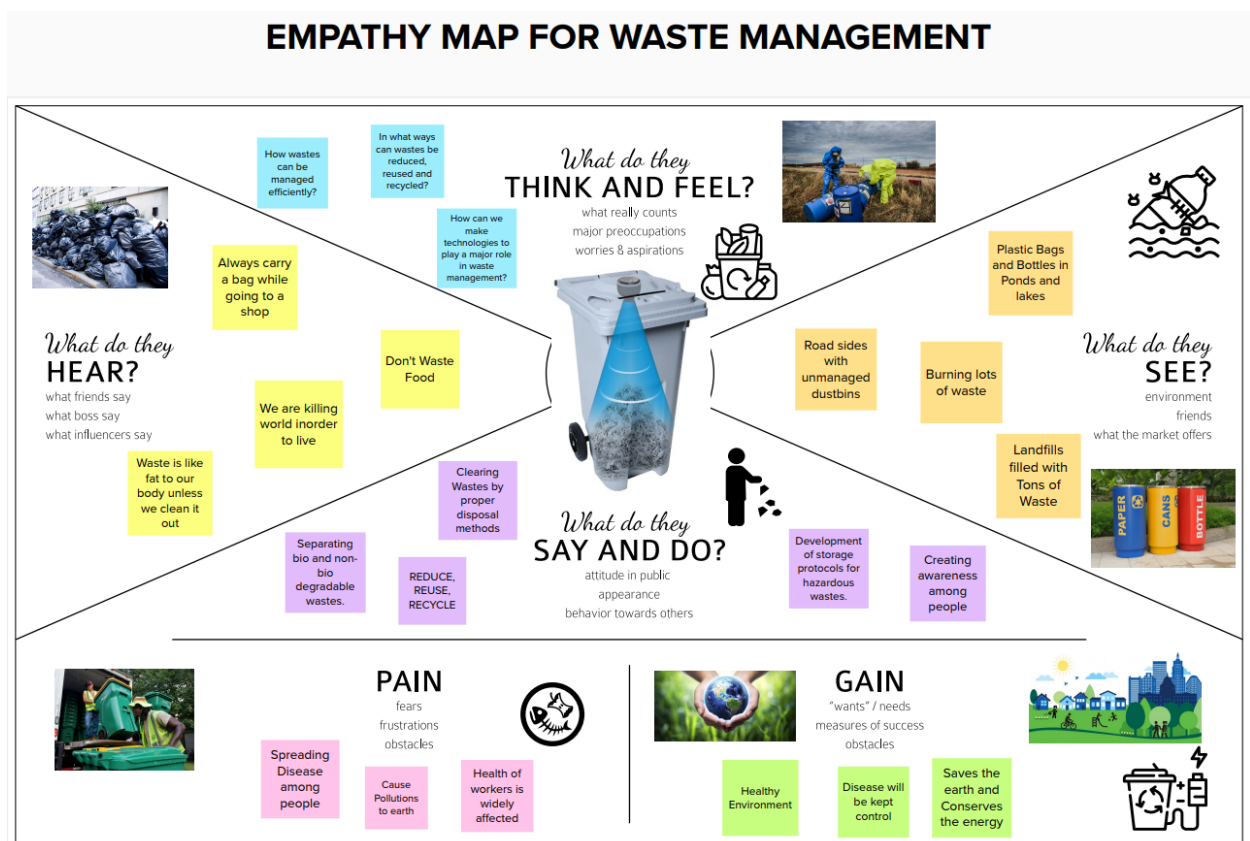 EMPATHY MAP FOR WASTE MANAGEMENT
How wastes
can be
managed
efficiently?
In what ways
can wastes be
reduced,
reused and
recycled?
How can we
make
technologies to
play a major role
in waste
management?
What do they
THINK AND FEEL?
what really counts
major preoccupations
worries & aspirations
What do they
HEAR?
what friends say
what boss say
what influencers say
Always carry
a bag while
going to a
shop
Don't Waste
Food
We are killing
world inorder
to live
Waste is like
fat to our
body unless
we clean it
out
What do they
SEE?
environment
friends
what the market offers
Plastic Bags
and Bottles in
Ponds and
lakes
Road sides
with
unmanaged
dustbins
Burning lots
of waste
Landfills
filled with
Tons of
Waste
PAPER
CANS
BOTTLE
What do they
SAY AND DO?
attitude in public
appearance
behavior towards others
Clearing
Wastes by
proper
disposal
methods
Separating
bio and non-
bio
degradable
wastes.
REDUCE,
REUSE,
RECYCLE
Development
of storage
protocols for
hazardous
wastes.
Creating
awareness
among
people
PAIN
fears
frustrations
obstacles
Spreading
Disease
among
people
Cause
Pollutions
to earth
Health of
workers is
widely
affected
GAIN
"wants" / needs
measures of success
obstacles
Healthy
Environment
Disease will
be kept
control
Saves the
earth and
Conserves
the energy